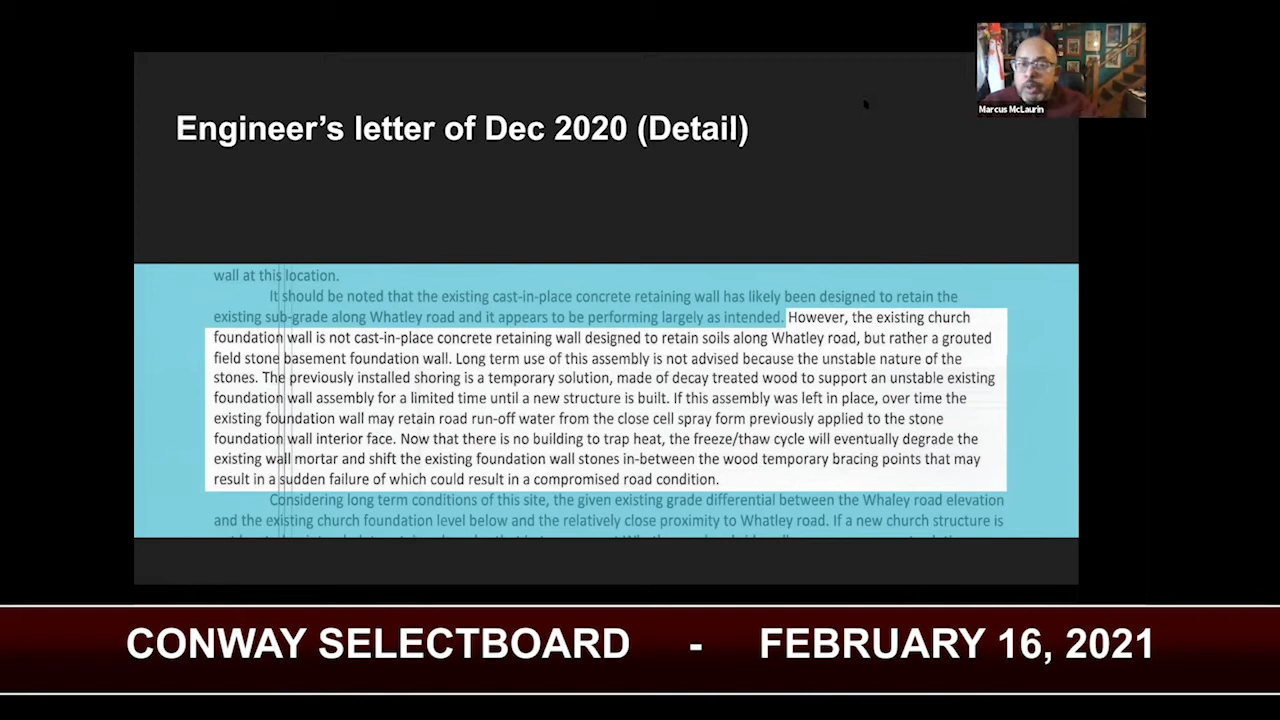 Marcus McLaurin
Engineer's letter of Dec 2020 (Detail)
wall at this location.
It should be noted that the existing cast-in-place concrete retaining wall has likely been designed to retain the
existing sub-grade along Whatley road and it appears to be performing largely as intended. However, the existing church
foundation wall is not cast-in-place concrete retaining wall designed to retain soils along Whatley road, but rather a grouted
field stone basement foundation wall. Long term use of this assembly is not advised because the unstable nature of the
stones. The previously installed shoring is a temporary solution, made of decay treated wood to support an unstable existing
foundation wall assembly for a limited time until a new structure is built. If this assembly was left in place, over time the
existing foundation wall may retain road run-off water from the close cell spray form previously applied to the stone
foundation wall interior face. Now that there is no building to trap heat, the freeze/thaw cycle will eventually degrade the
existing wall mortar and shift the existing foundation wall stones in-between the wood temporary bracing points that may
result in a sudden failure of which could result in a compromised road condition.
Considering long term conditions of this site, the given existing grade differential between the Whaley road elevation
and the existing church foundation level below and the relatively close proximity to Whatley road. If a new church structure is
CONWAY SELECTBOARD - FEBRUARY 16, 2021